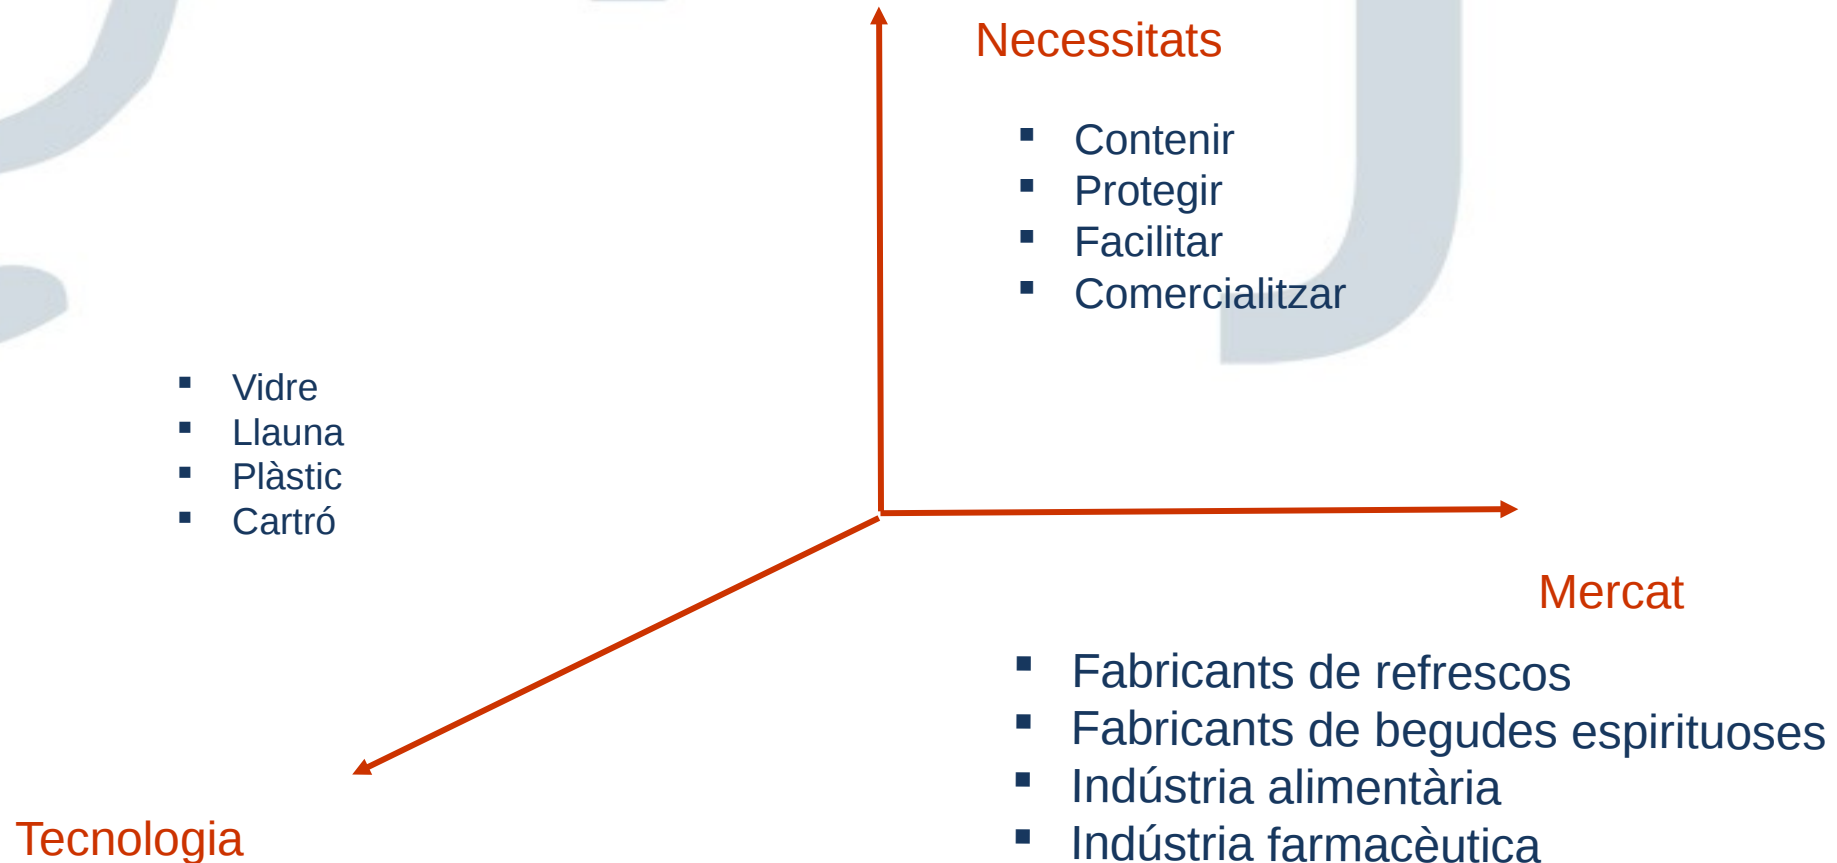 Necessitats
Contenir
Protegir
Facilitar
Comercialitzar
Vidre
Llauna
Plàstic
Cartró
Mercat
Fabricants de refrescos
Fabricants de begudes espirituoses
Indústria alimentària
Indústria farmacèutica
Tecnologia